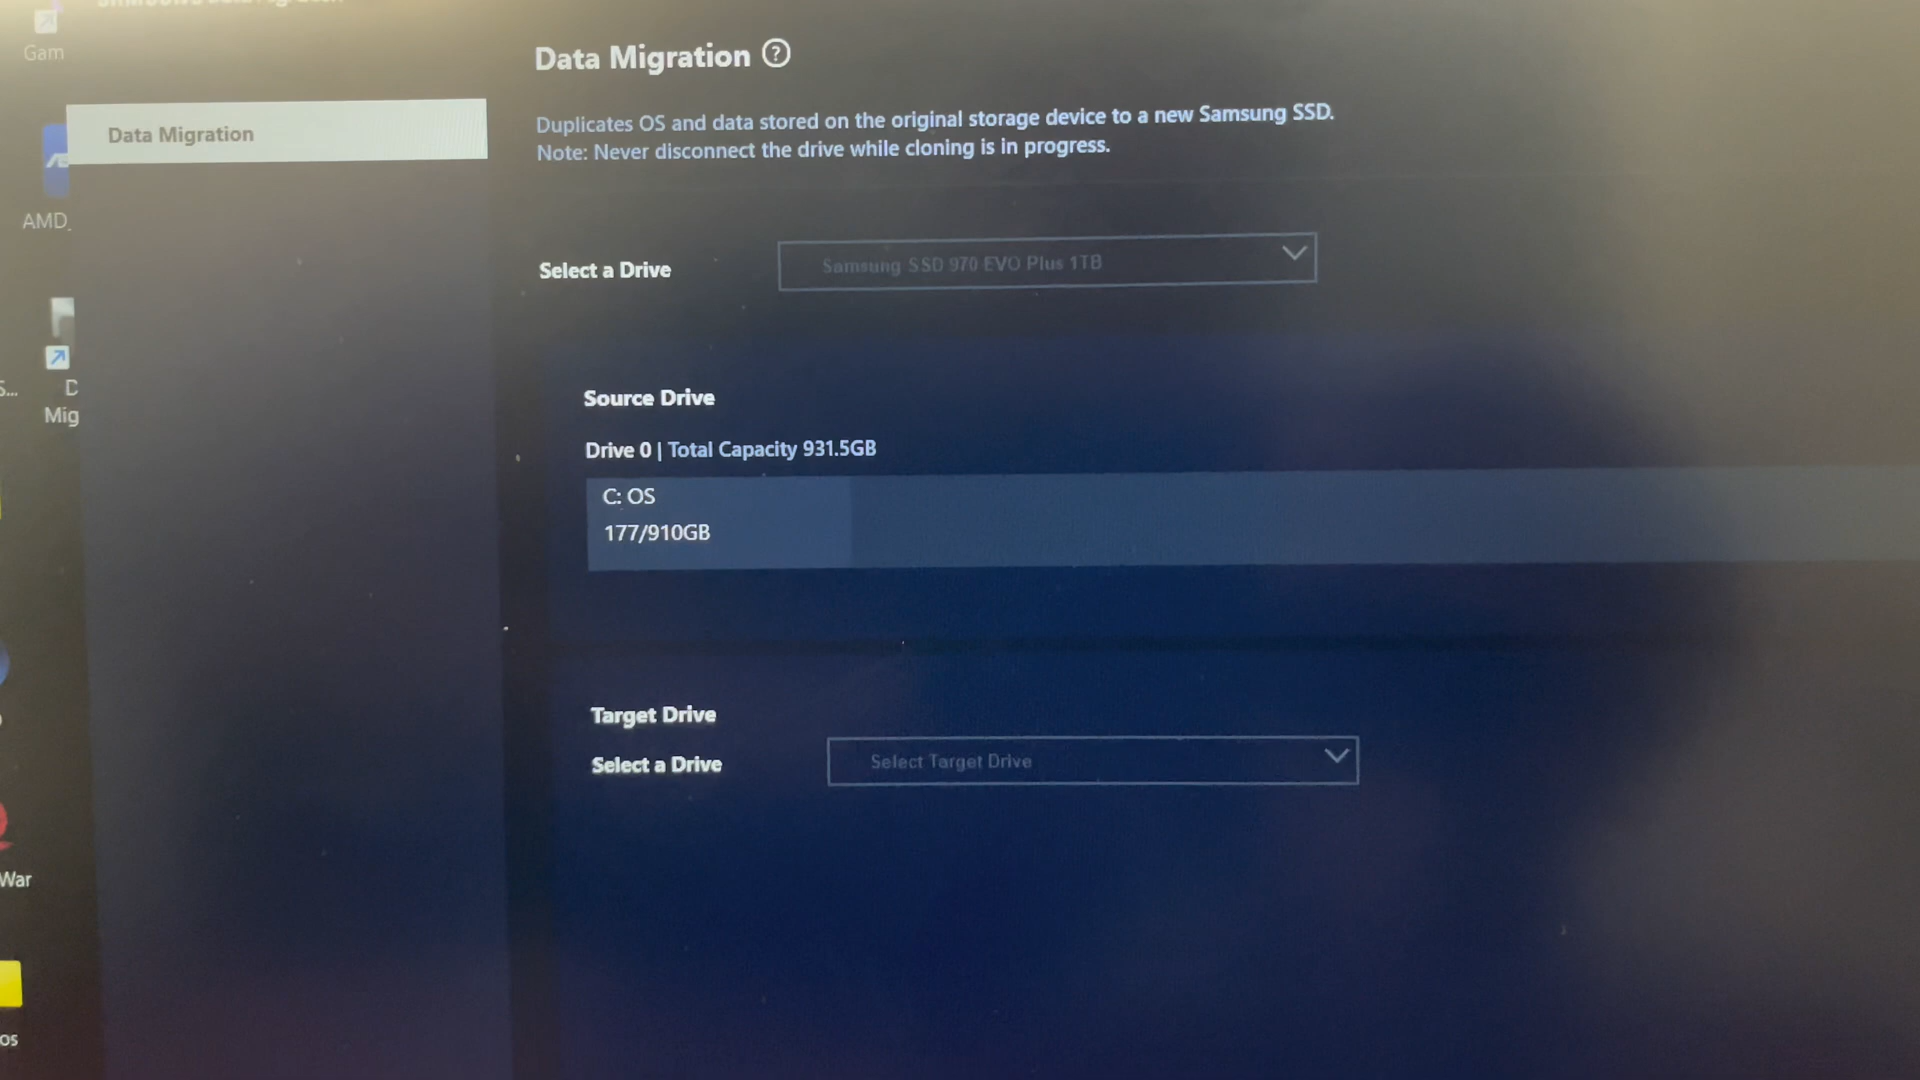 Gam
Data Migration ?
Data Migration
Duplicates OS and data stored on the original storage device to a new Samsung SSD.
Note: Never disconnect the drive while cloning is in progress.
AMD_
Select a Drive
Samsung SSD 970 EVO Plus 1TB
Source Drive
S...
D
Mig
Drive 0 | Total Capacity 931.5GB
C: OS
177/910GB
Target Drive
Select a Drive
Select Target Drive
War
os